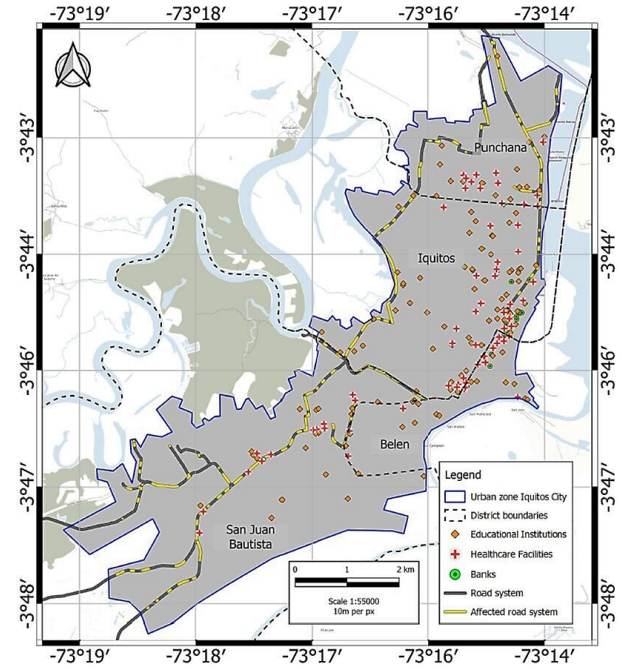 -73°19′ -73°18′ -73°17′ -73°16′ -73°14′
-3°43′ -3°43′
-3°44′ -3°44′
-3°46′ -3°46′
-3°47′ -3°47′
-3°48′ -3°48′
Punchana
Iquitos
Belen
San Juan
Bautista
Legend
Urban zone Iquitos City
District boundaries
Educational Institutions
Healthcare Facilities
Banks
Road system
Affected road system
0 1 2 km
Scale 1:55000
10m per px
-73°19′ -73°18′ -73°17′ -73°16′ -73°14′